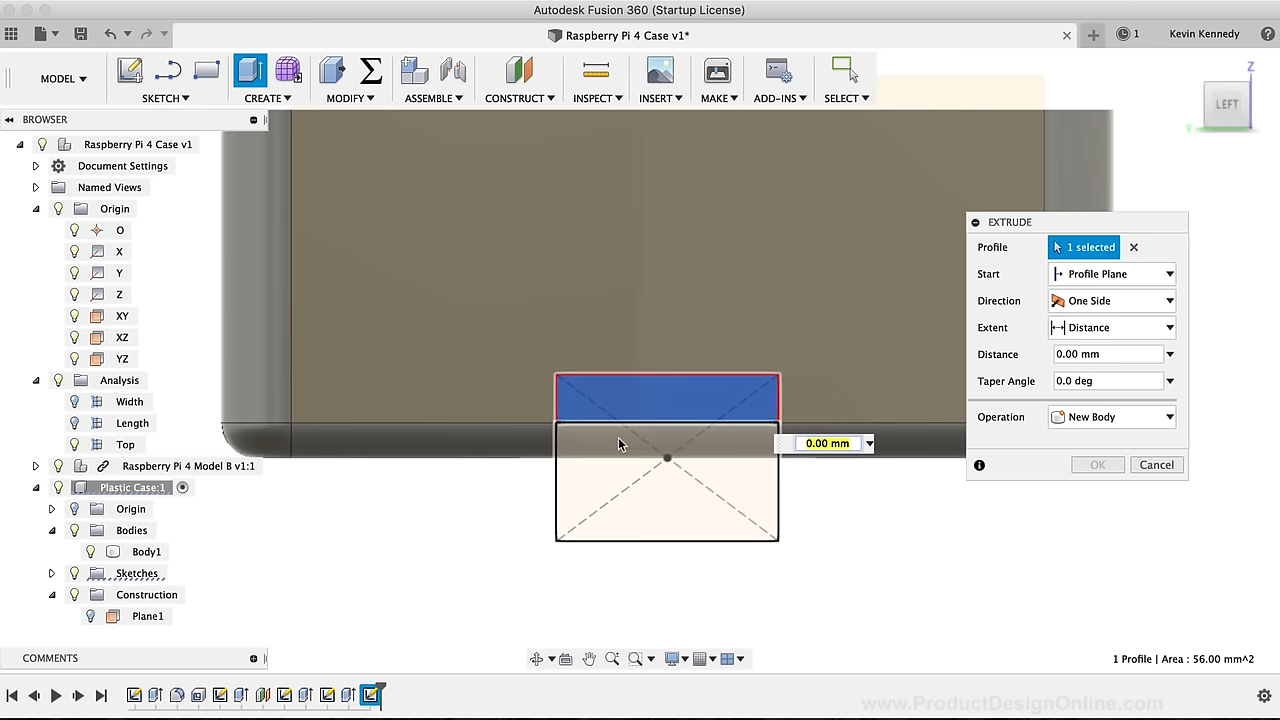 Autodesk Fusion 360 (Startup License)
Raspberry Pi 4 Case v1*
1
Kevin Kennedy
MODEL
SKETCH
CREATE
MODIFY
ASSEMBLE
CONSTRUCT
INSPECT
INSERT
MAKE
ADD-INS
SELECT
Z
LEFT
Y
BROWSER
Raspberry Pi 4 Case v1
Document Settings
Named Views
Origin
O
X
Y
Z
XY
XZ
YZ
Analysis
Width
Length
Top
Raspberry Pi 4 Model B v1:1
Plastic Case:1
Origin
Bodies
Body1
Sketches
Construction
Plane1
EXTRUDE
Profile 1 selected
Start Profile Plane
Direction One Side
Extent Distance
Distance 0.00 mm
Taper Angle 0.0 deg
Operation New Body
OK Cancel
0.00 mm
COMMENTS
1 Profile | Area : 56.00 mm^2
www.ProductDesignOnline.com